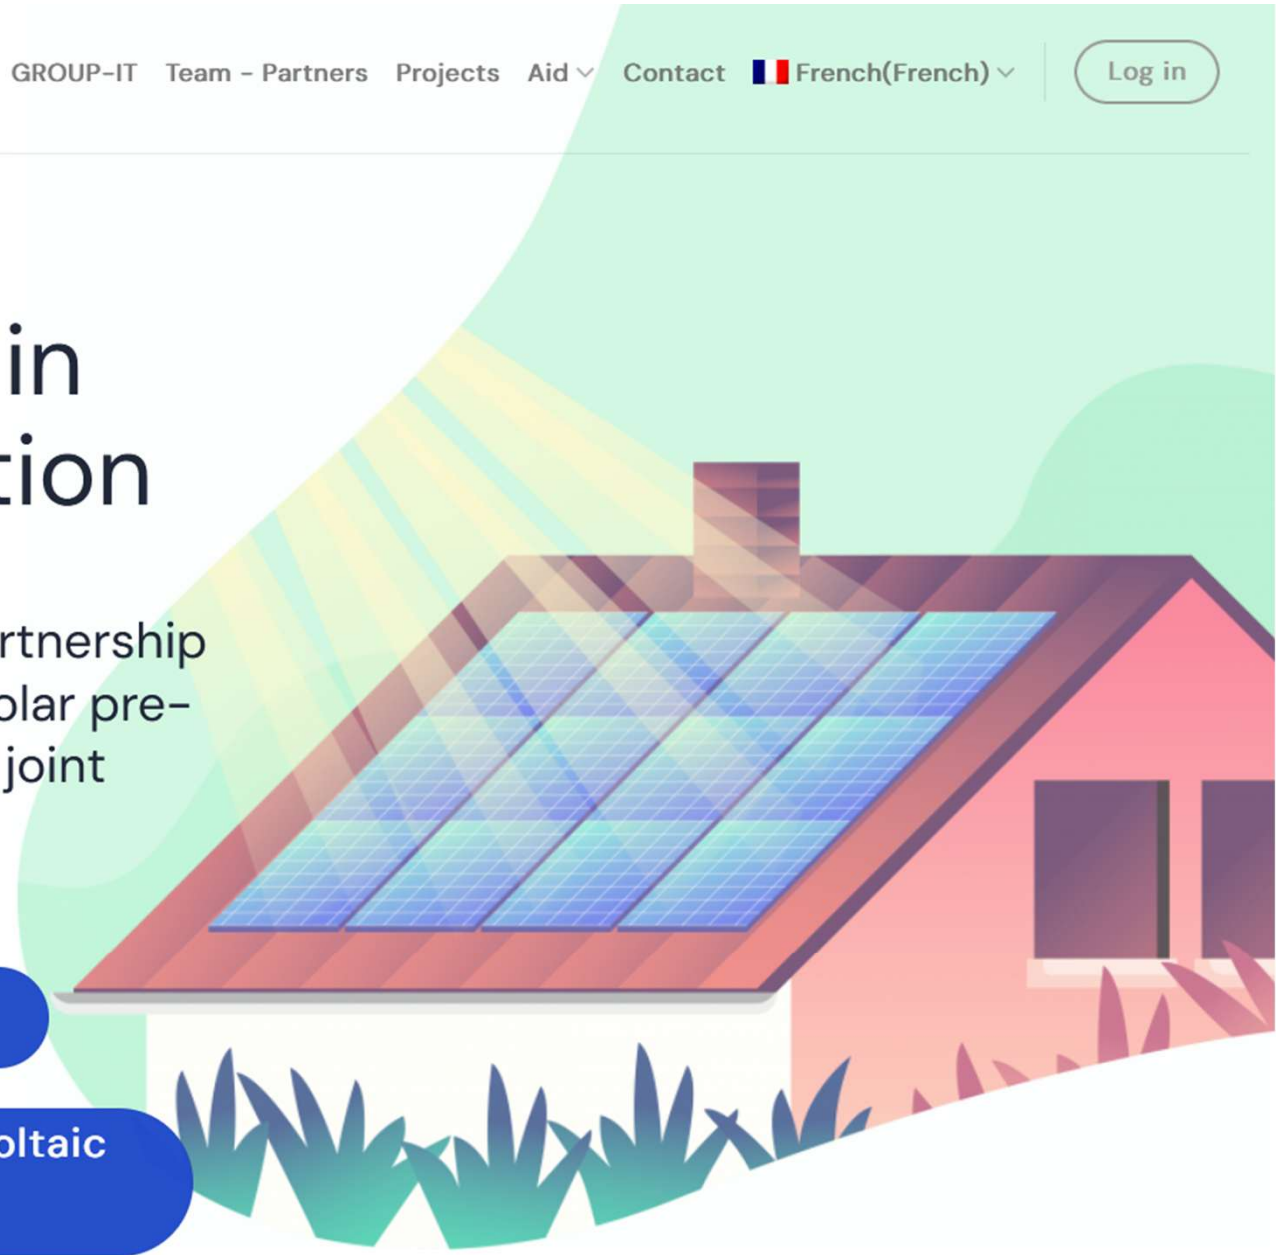 GROUP-IT Team - Partners Projects Aid Contact French(French) Log in
in
tion
rtnership
olar pre-
joint
oltaic